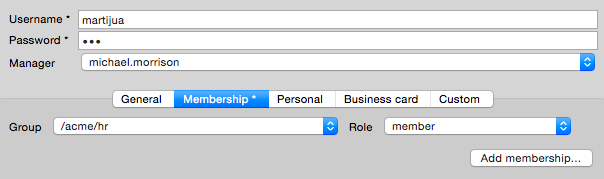 Username * martijua
Password * •••
Manager michael.morrison
General Membership * Personal Business card Custom
Group /acme/hr Role member
Add membership...